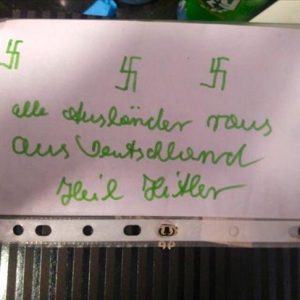 alle Ausländer raus
aus Deutschland
Heil Hitler